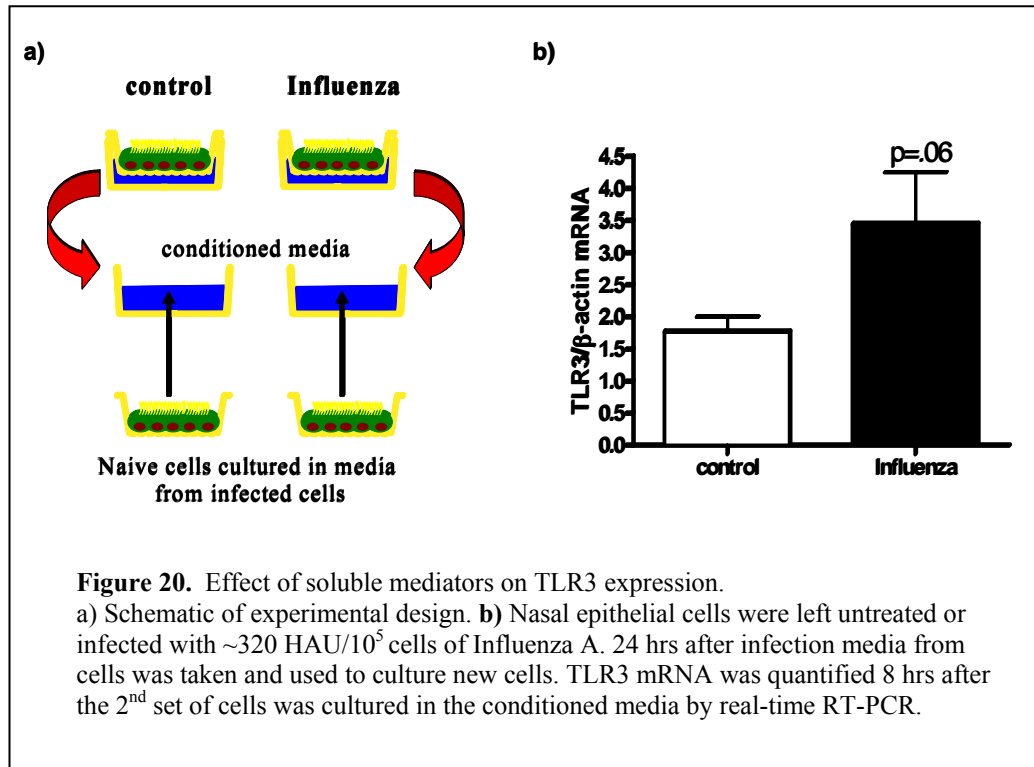 a)
control Influenza
conditioned media
Naive cells cultured in media
from infected cells
b)
p=.06
TLR3/β-actin mRNA
4.5
4.0
3.5
3.0
2.5
2.0
1.5
1.0
0.5
0.0
control Influenza
Figure 20. Effect of soluble mediators on TLR3 expression.
a) Schematic of experimental design. b) Nasal epithelial cells were left untreated or
infected with ~320 HAU/10⁵ cells of Influenza A. 24 hrs after infection media from
cells was taken and used to culture new cells. TLR3 mRNA was quantified 8 hrs after
the 2ⁿᵈ set of cells was cultured in the conditioned media by real-time RT-PCR.